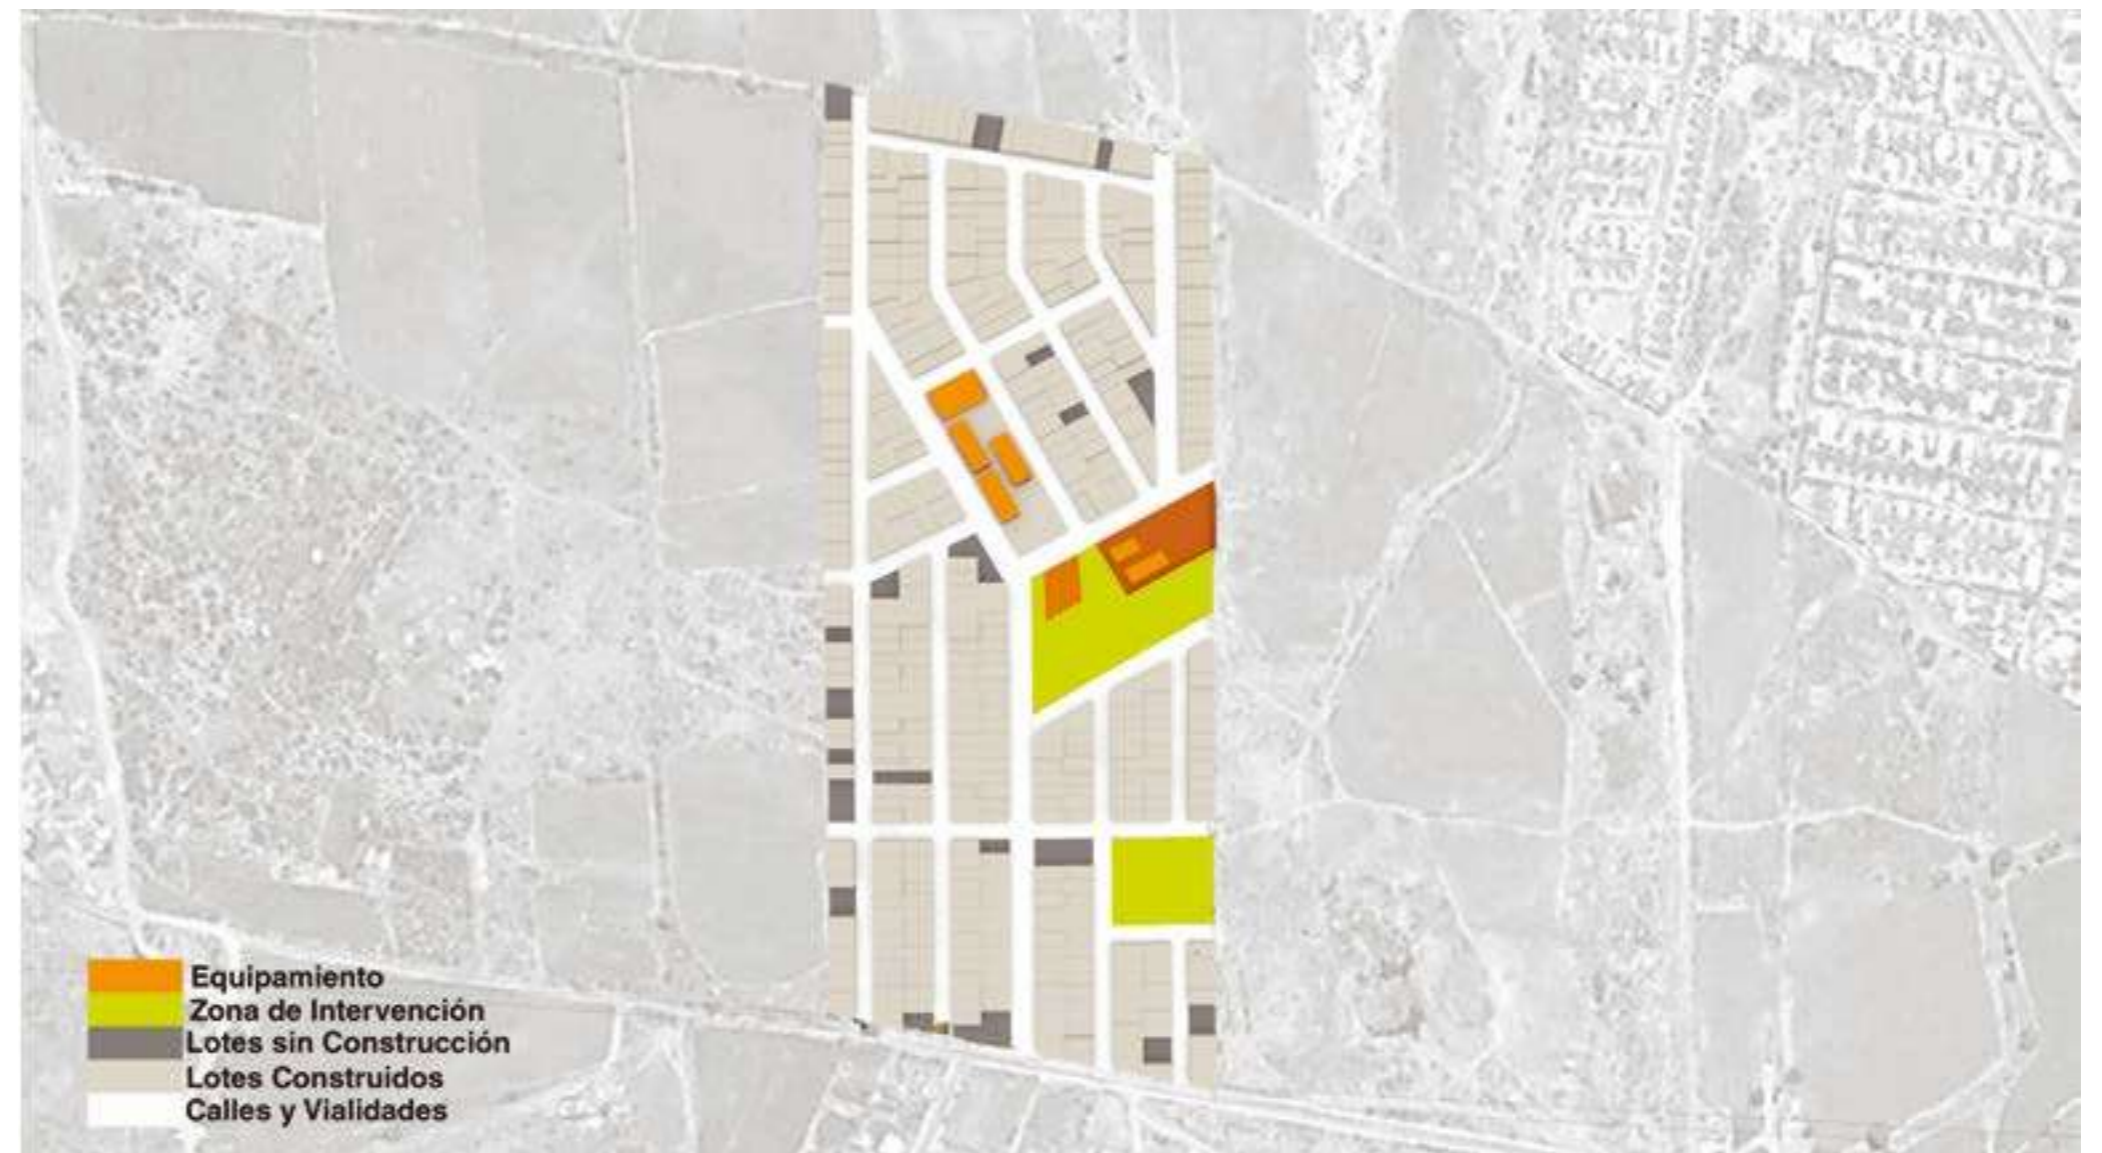 Equipamiento
Zona de Intervención
Lotes sin Construcción
Lotes Construidos
Calles y Vialidades